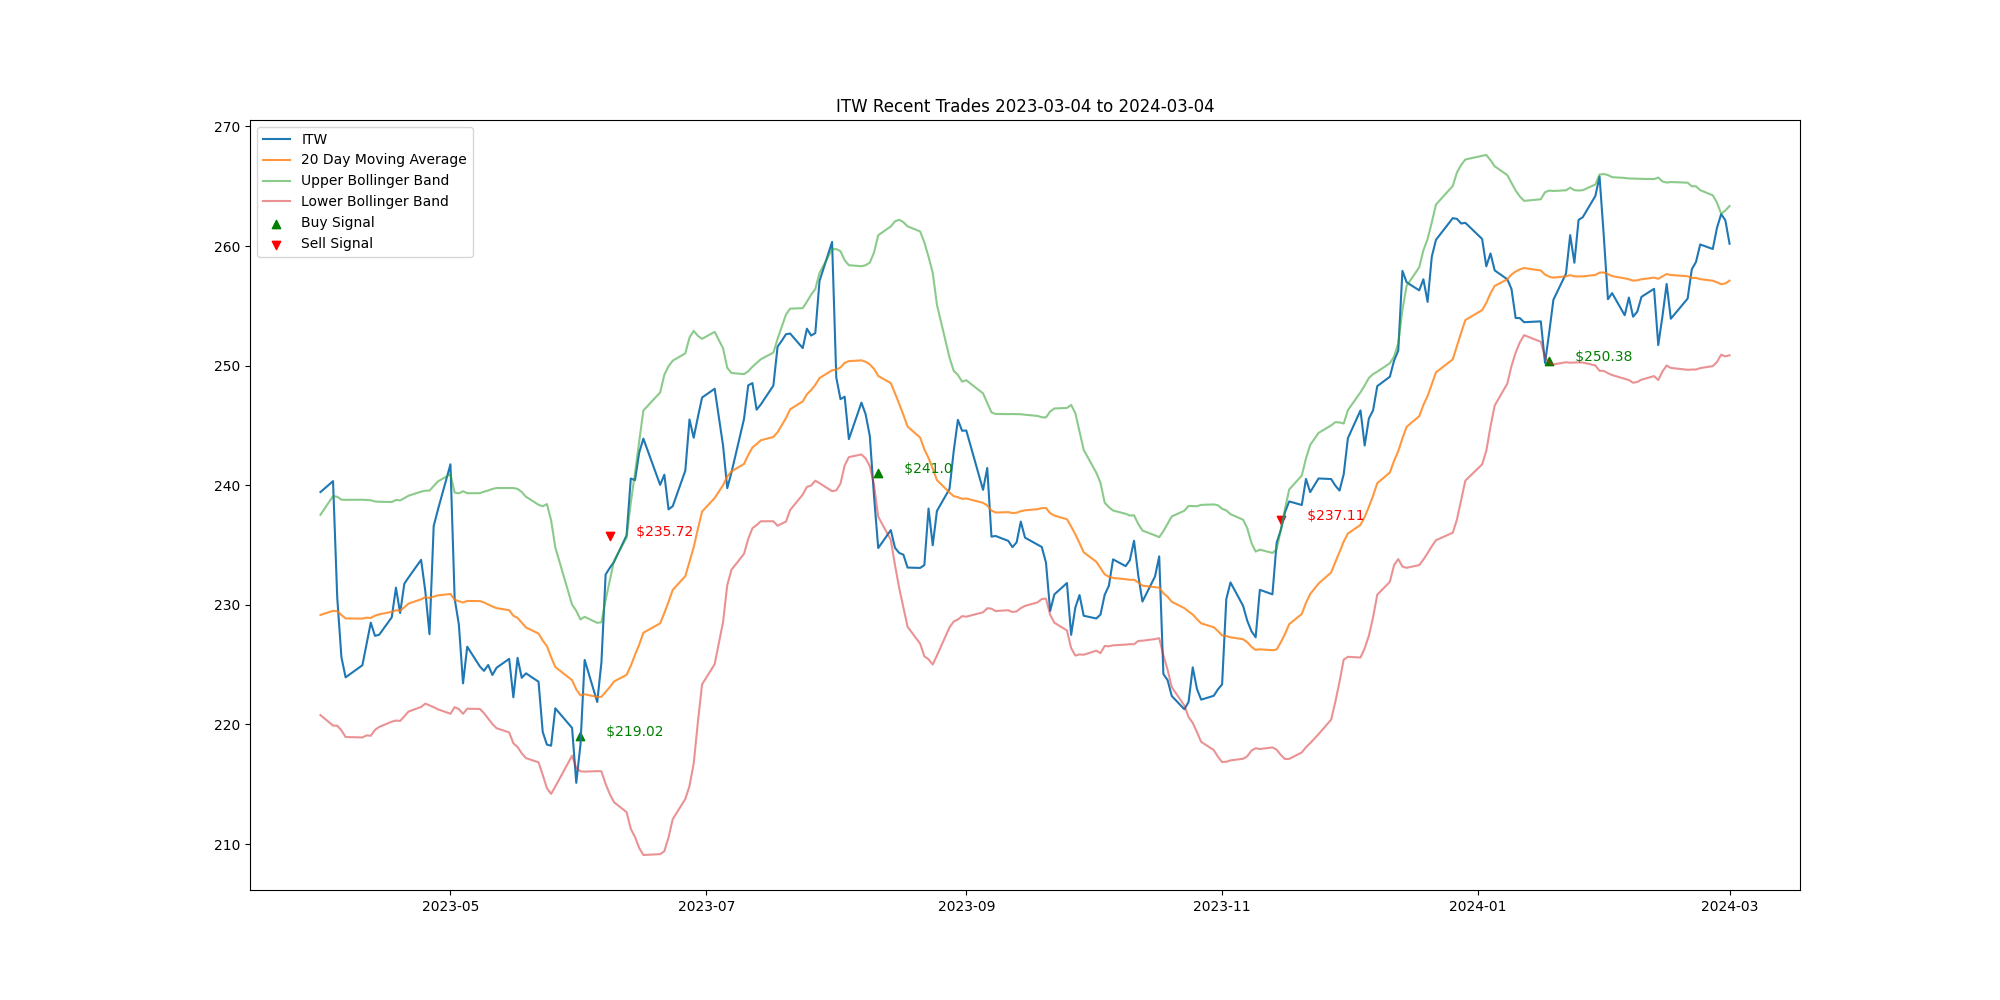 ITW Recent Trades 2023-03-04 to 2024-03-04
270
260
250
240
230
220
210
ITW
20 Day Moving Average
Upper Bollinger Band
Lower Bollinger Band
Buy Signal
Sell Signal
$250.38
$241.0
$237.11
$235.72
$219.02
2023-05
2023-07
2023-09
2023-11
2024-01
2024-03